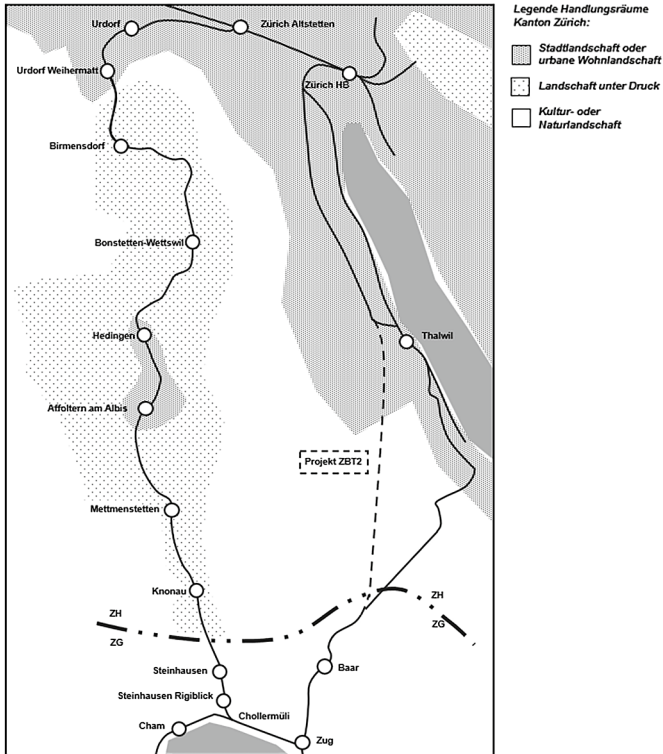 Legende Handlungsräume
Kanton Zürich:
Stadtlandschaft oder
urbane Wohnlandschaft
Landschaft unter Druck
Kultur- oder
Naturlandschaft
Urdorf
Zürich Altstetten
Urdorf Weihermatt
Zürich HB
Birmensdorf
Bonstetten-Wettswil
Hedingen
Thalwil
Affoltern am Albis
Projekt ZBT2
Mettmenstetten
Knonau
ZH
ZH
ZG
ZG
Steinhausen
Baar
Steinhausen Rigiblick
Chollermüli
Cham
Zug